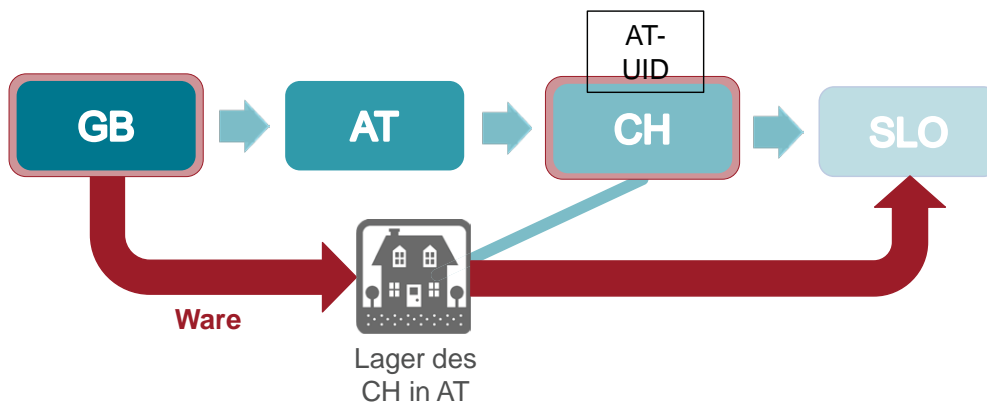 AT-
UID
GB
AT
CH
SLO
Ware
Lager des
CH in AT